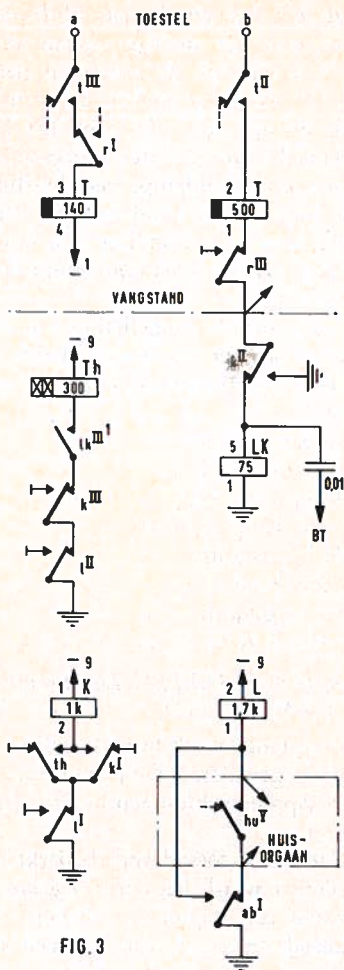 TOESTEL
a b
t III t II
r I
3 T 2 T
140 500
4 1
1 r III
VANGSTAND
– 9
Th II
300
lk III 1 5 LK
75
k III 1 0,01
l II BT
– 9 – 9
1 K 2 L
1k 1,7k
2 1
th k I hu V
HUIS-
ORGAAN
l I ab I
FIG. 3